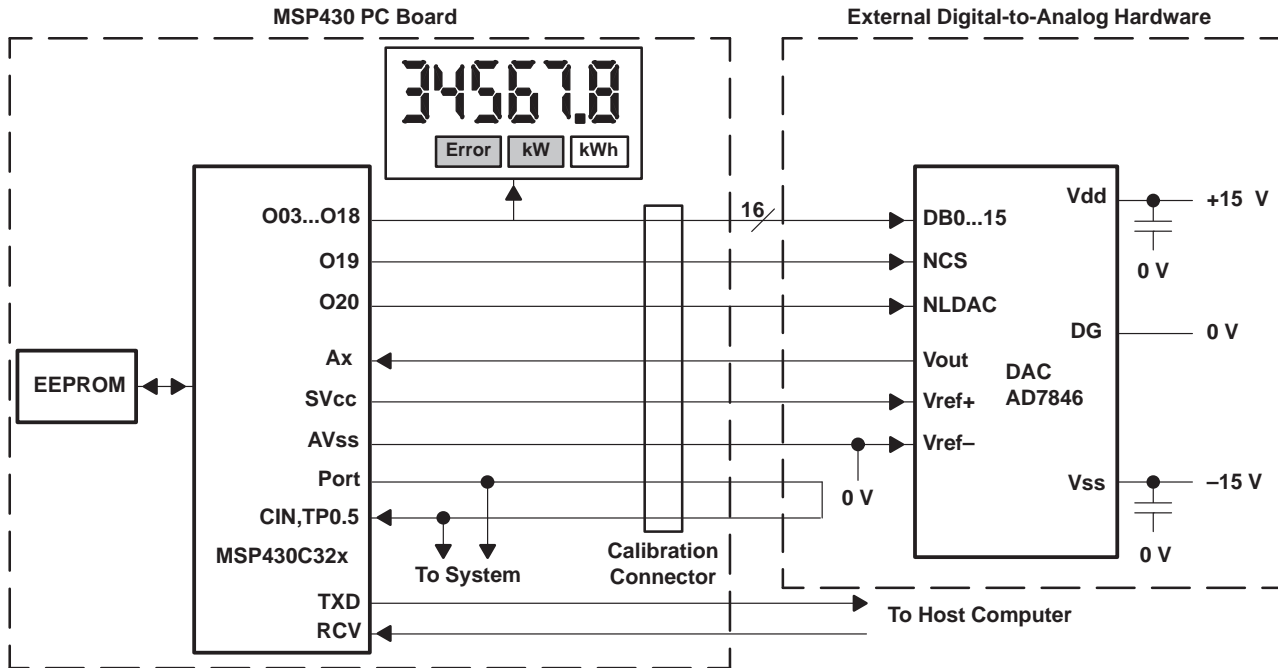 MSP430 PC Board
External Digital-to-Analog Hardware
34567.8
Error
kW
kWh
EEPROM
O03...O18
O19
O20
Ax
SVcc
AVss
Port
CIN,TP0.5
MSP430C32x
TXD
RCV
To System
Calibration
Connector
16
0 V
DB0...15
NCS
NLDAC
Vout
Vref+
Vref–
Vdd
DG
DAC
AD7846
Vss
+15 V
0 V
0 V
–15 V
0 V
To Host Computer